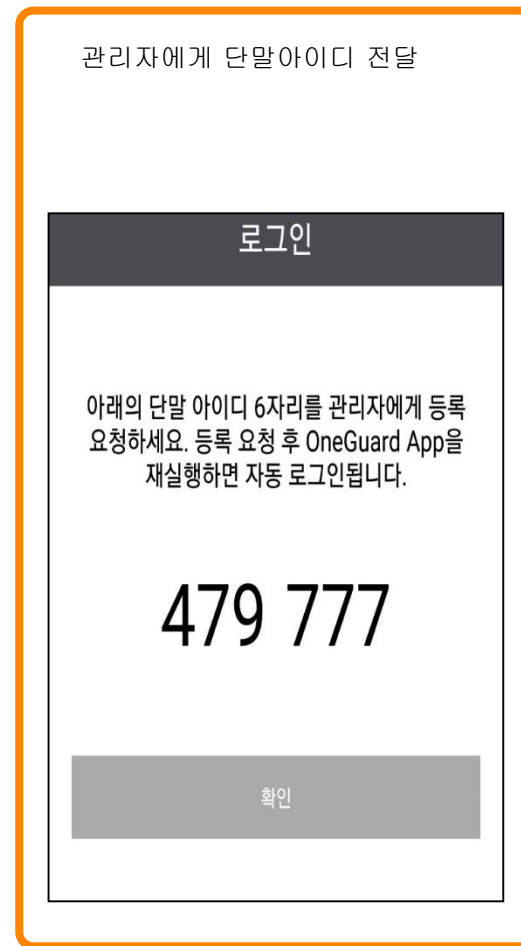 관리자에게 단말아이디 전달
로그인
아래의 단말 아이디 6자리를 관리자에게 등록
요청하세요. 등록 요청 후 OneGuard App을
재실행하면 자동 로그인됩니다.
479 777
확인